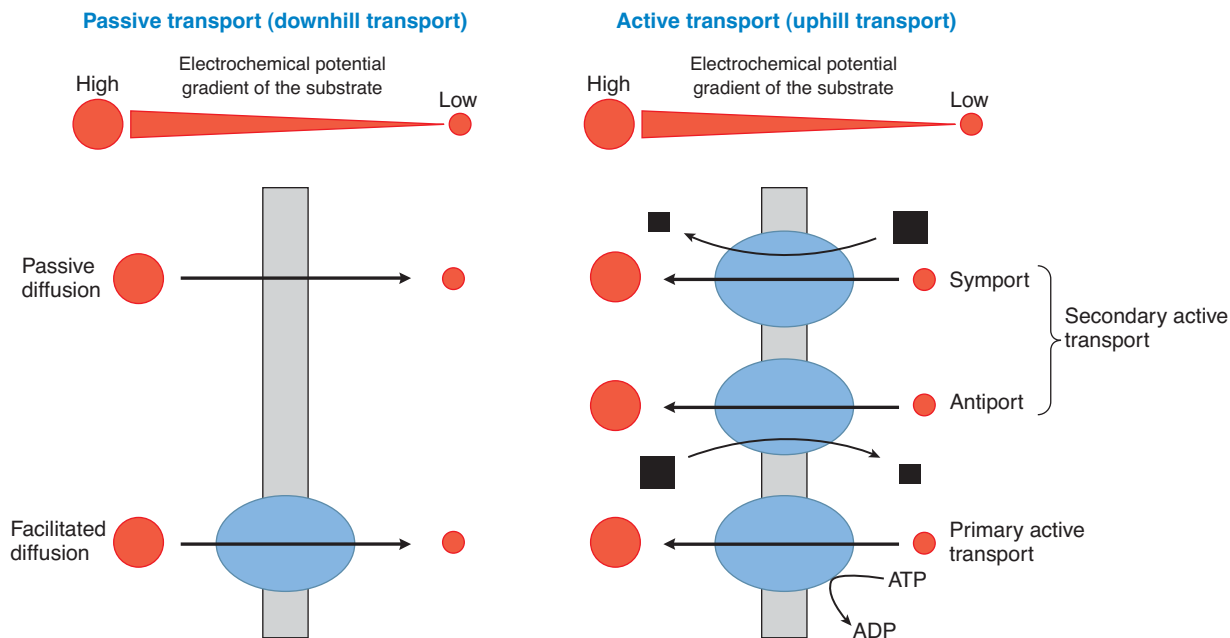 Passive transport (downhill transport)
High
Electrochemical potential
gradient of the substrate
Low
Passive
diffusion
Facilitated
diffusion
Active transport (uphill transport)
High
Electrochemical potential
gradient of the substrate
Low
Symport
Antiport
Secondary active
transport
Primary active
transport
ATP
ADP